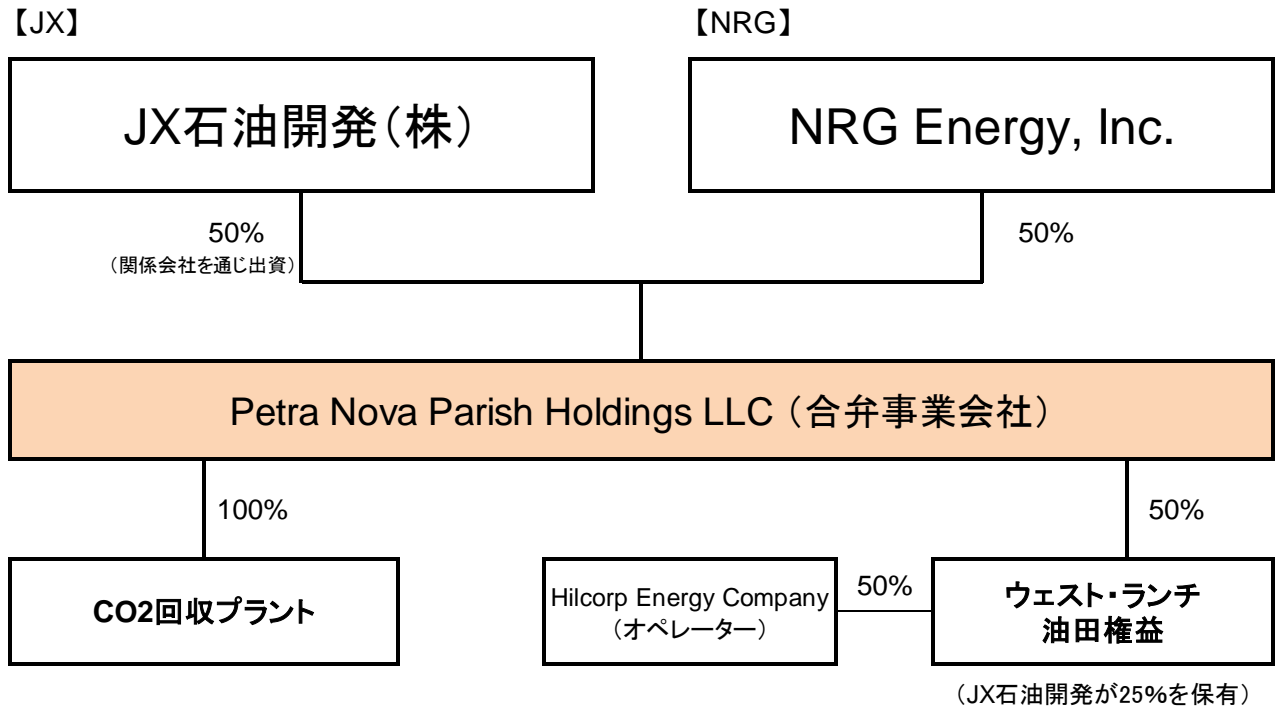 【JX】
【NRG】
JX石油開発（株）
NRG Energy, Inc.
50%
（関係会社を通じ出資）
50%
Petra Nova Parish Holdings LLC（合弁事業会社）
100%
50%
CO2回収プラント
Hilcorp Energy Company
（オペレーター）
50%
ウェスト・ランチ
油田権益
（JX石油開発が25％を保有）